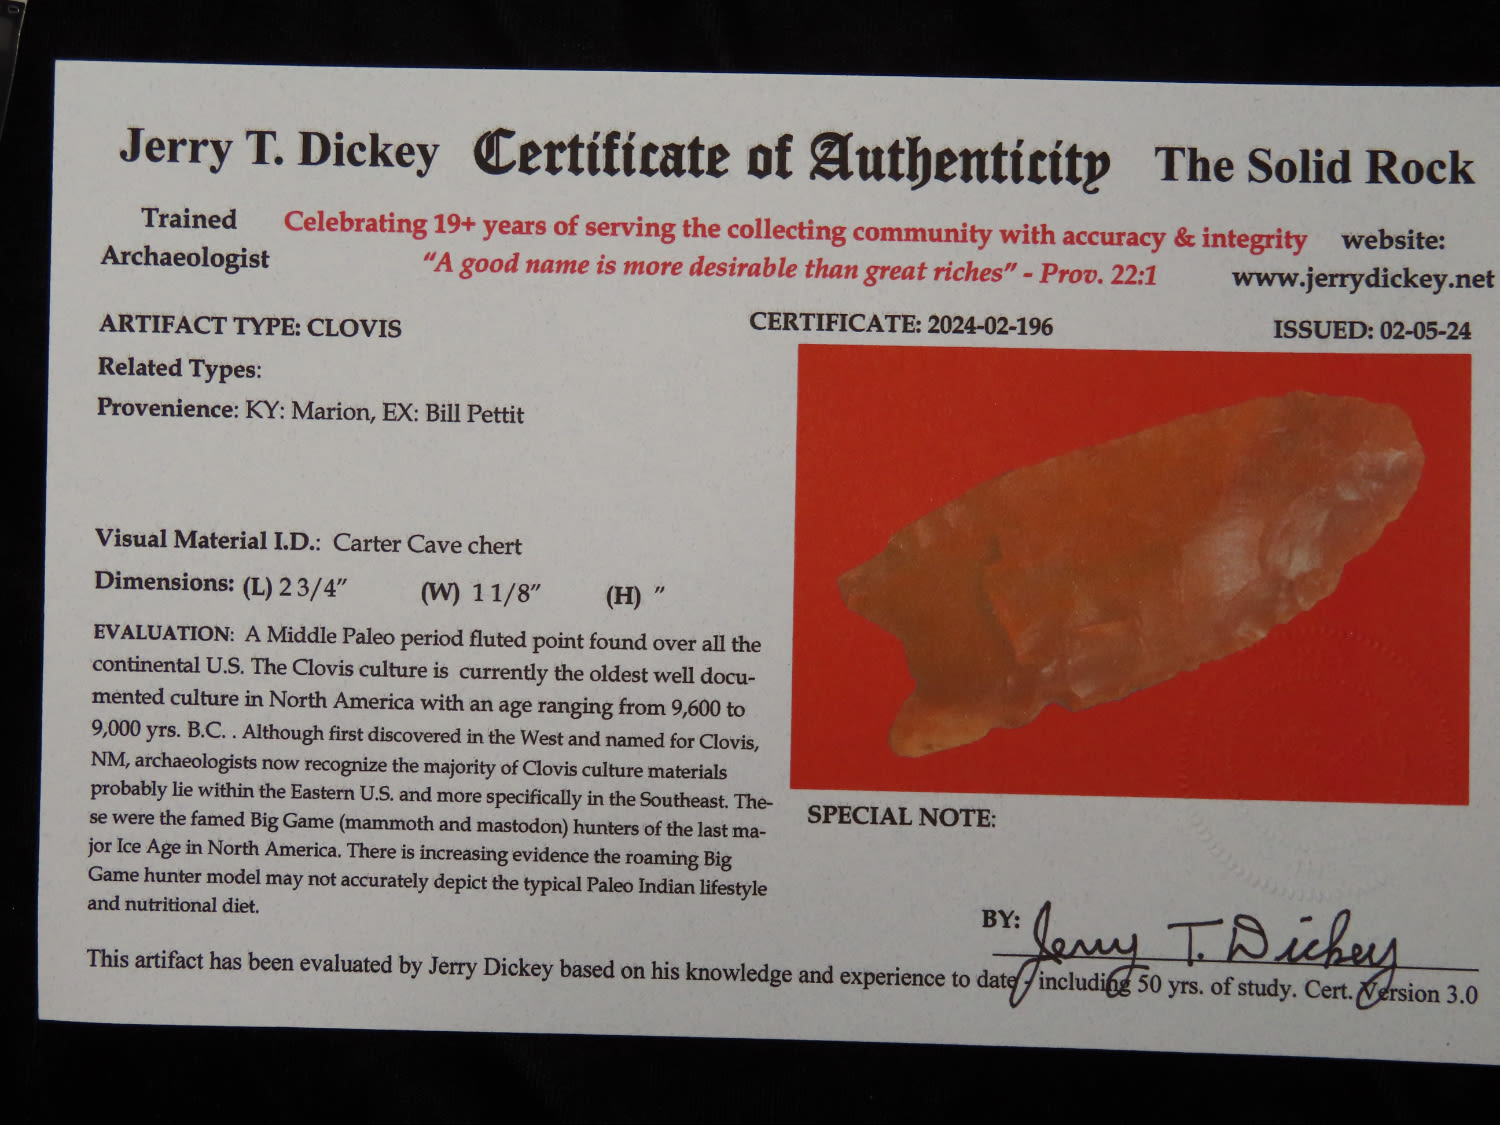 Jerry T. Dickey Certificate of Authenticity The Solid Rock
Trained
Archaeologist
Celebrating 19+ years of serving the collecting community with accuracy & integrity
"A good name is more desirable than great riches" - Prov. 22:1
website:
www.jerrydickey.net
ARTIFACT TYPE: CLOVIS
CERTIFICATE: 2024-02-196
ISSUED: 02-05-24
Related Types:
Provenience: KY: Marion, EX: Bill Pettit
Visual Material I.D.: Carter Cave chert
Dimensions: (L) 2 3/4" (W) 1 1/8" (H) "
EVALUATION: A Middle Paleo period fluted point found over all the
continental U.S. The Clovis culture is currently the oldest well docu-
mented culture in North America with an age ranging from 9,600 to
9,000 yrs. B.C. . Although first discovered in the West and named for Clovis,
NM, archaeologists now recognize the majority of Clovis culture materials
probably lie within the Eastern U.S. and more specifically in the Southeast. The-
se were the famed Big Game (mammoth and mastodon) hunters of the last ma-
jor Ice Age in North America. There is increasing evidence the roaming Big
Game hunter model may not accurately depict the typical Paleo Indian lifestyle
and nutritional diet.
SPECIAL NOTE:
BY: Jerry T. Dickey
This artifact has been evaluated by Jerry Dickey based on his knowledge and experience to date - including 50 yrs. of study. Cert. Version 3.0